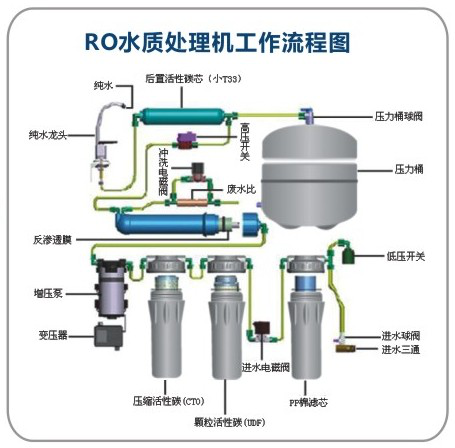 RO水质处理机工作流程图
纯水
后置活性碳芯（小T33）
纯水龙头
高压开关
压力桶球阀
冲洗电磁阀
废水比
压力桶
反渗透膜
低压开关
增压泵
变压器
进水球阀
进水三通
进水电磁阀
压缩活性碳(CTO)
PP棉滤芯
颗粒活性碳(UDF)